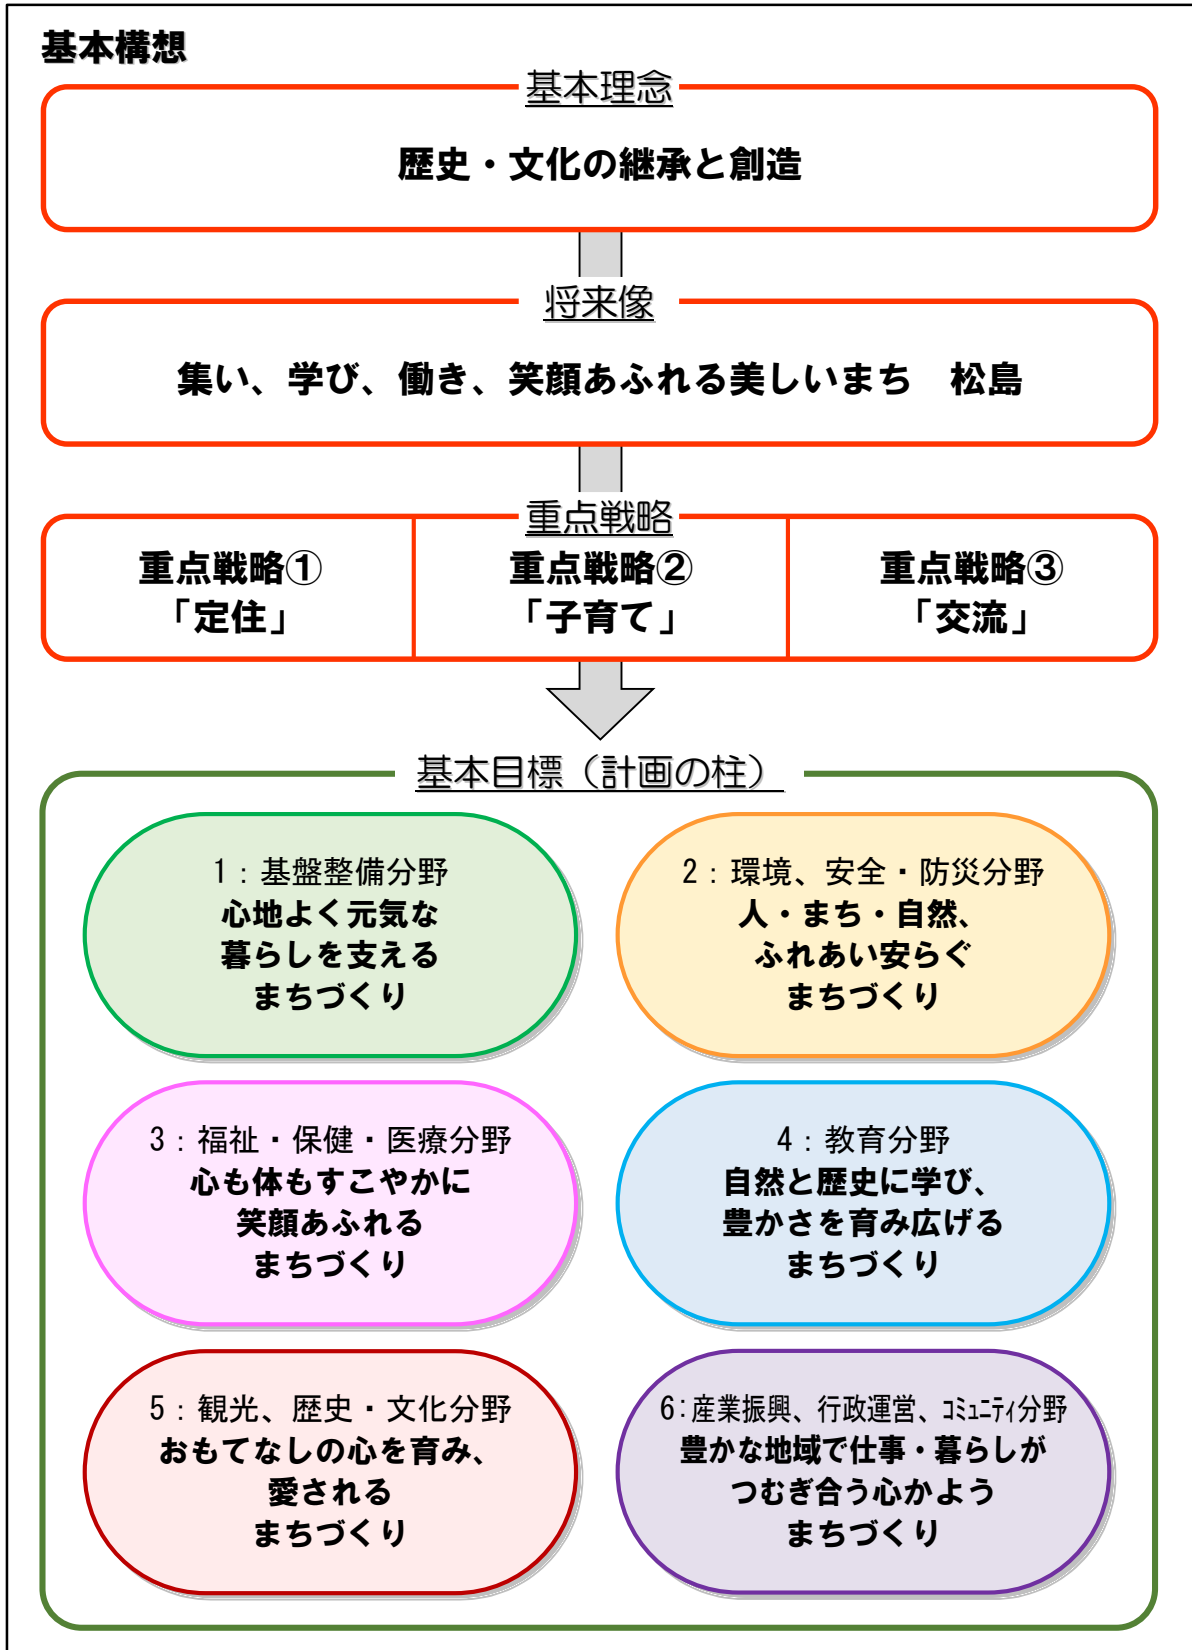 基本構想
基本理念
歴史・文化の継承と創造
将来像
集い、学び、働き、笑顔あふれる美しいまち　松島
重点戦略
重点戦略①
「定住」
重点戦略②
「子育て」
重点戦略③
「交流」
基本目標（計画の柱）
1：基盤整備分野
心地よく元気な
暮らしを支える
まちづくり
2：環境、安全・防災分野
人・まち・自然、
ふれあい安らぐ
まちづくり
3：福祉・保健・医療分野
心も体もすこやかに
笑顔あふれる
まちづくり
4：教育分野
自然と歴史に学び、
豊かさを育み広げる
まちづくり
5：観光、歴史・文化分野
おもてなしの心を育み、
愛される
まちづくり
6：産業振興、行政運営、ｺﾐｭﾆﾃｨ分野
豊かな地域で仕事・暮らしが
つむぎ合う心かよう
まちづくり